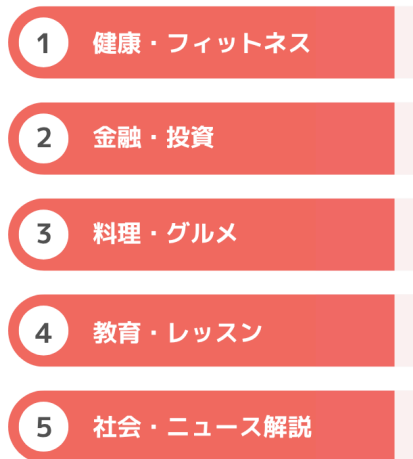 1 健康・フィットネス
2 金融・投資
3 料理・グルメ
4 教育・レッスン
5 社会・ニュース解説